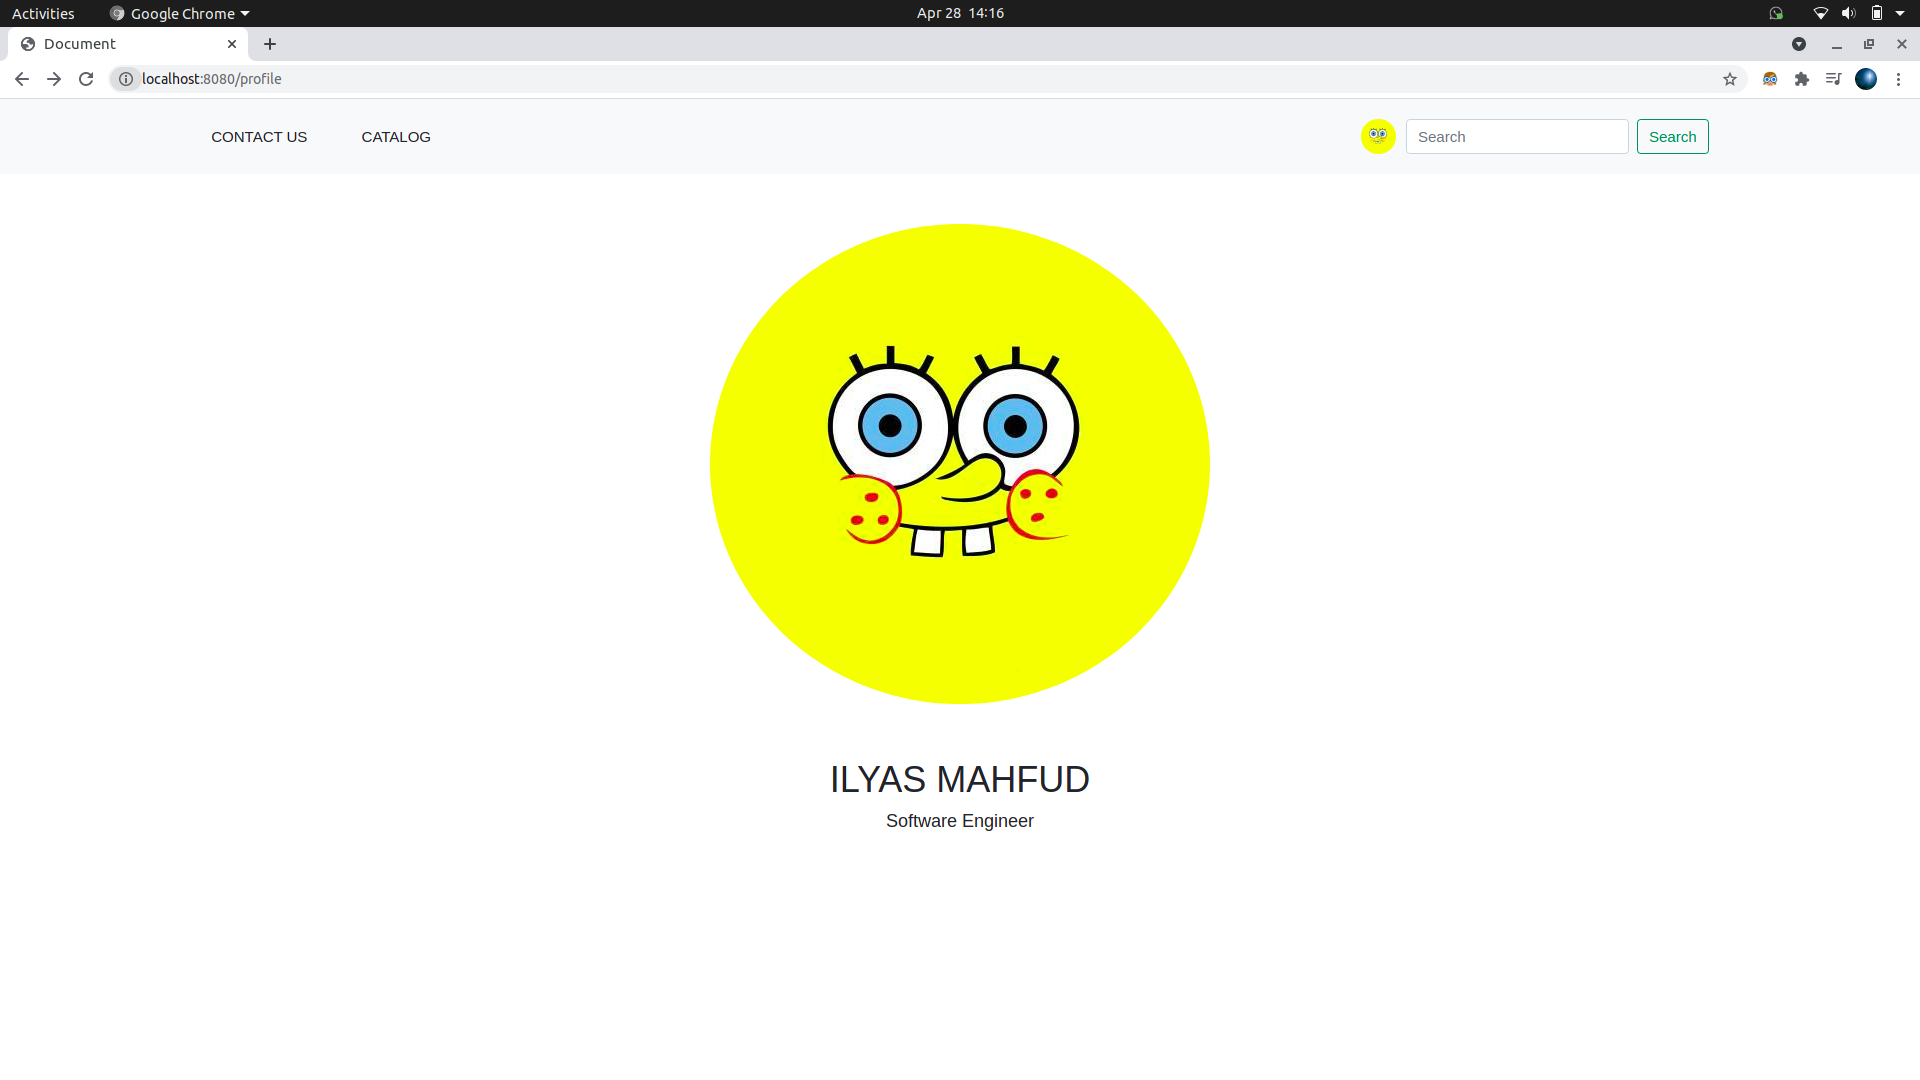 Activities
Google Chrome
Apr 28 14:16
Document
localhost:8080/profile
CONTACT US
CATALOG
Search
Search
ILYAS MAHFUD
Software Engineer